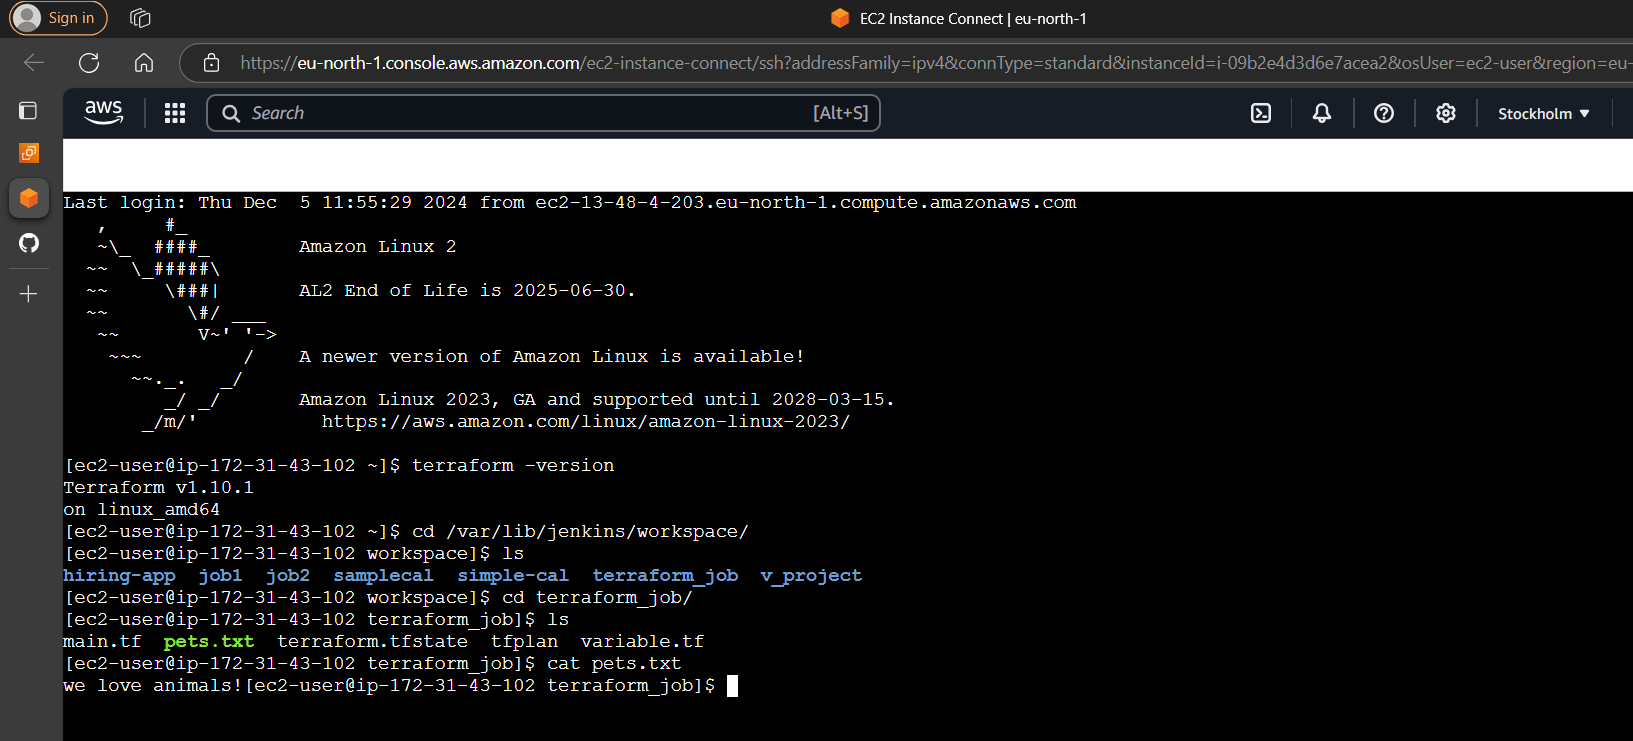 Sign in
EC2 Instance Connect | eu-north-1
https://eu-north-1.console.aws.amazon.com/ec2-instance-connect/ssh?addressFamily=ipv4&connType=standard&instanceId=i-09b2e4d3d6e7acea2&osUser=ec2-user&region=eu-
aws
Search
[Alt+S]
Stockholm
Last login: Thu Dec  5 11:55:29 2024 from ec2-13-48-4-203.eu-north-1.compute.amazonaws.com
   ,     #_
   ~\_  ####_        Amazon Linux 2
  ~~  \_#####\
  ~~     \###|       AL2 End of Life is 2025-06-30.
  ~~       \#/ ___
   ~~       V~' '->
    ~~~         /    A newer version of Amazon Linux is available!
      ~~._.   _/
         _/ _/       Amazon Linux 2023, GA and supported until 2028-03-15.
       _/m/'           https://aws.amazon.com/linux/amazon-linux-2023/
[ec2-user@ip-172-31-43-102 ~]$ terraform -version
Terraform v1.10.1
on linux_amd64
[ec2-user@ip-172-31-43-102 ~]$ cd /var/lib/jenkins/workspace/
[ec2-user@ip-172-31-43-102 workspace]$ ls
hiring-app  job1  job2  samplecal  simple-cal  terraform_job  v_project
[ec2-user@ip-172-31-43-102 workspace]$ cd terraform_job/
[ec2-user@ip-172-31-43-102 terraform_job]$ ls
main.tf  pets.txt  terraform.tfstate  tfplan  variable.tf
[ec2-user@ip-172-31-43-102 terraform_job]$ cat pets.txt
we love animals![ec2-user@ip-172-31-43-102 terraform_job]$